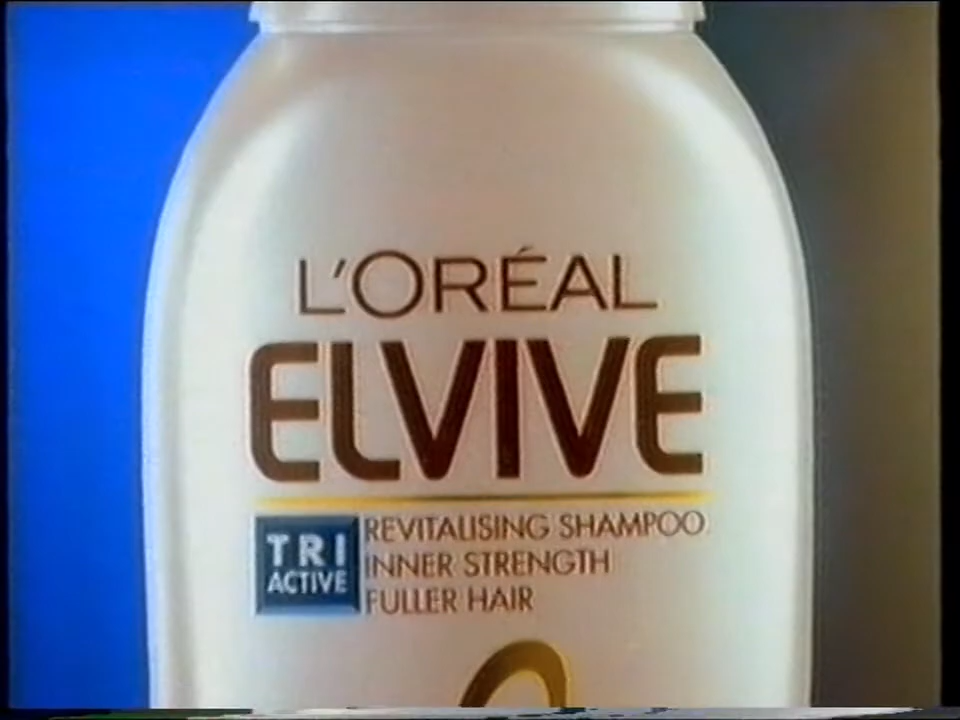 L'ORÉAL
ELVIVE
TRI
ACTIVE
REVITALISING SHAMPOO
INNER STRENGTH
FULLER HAIR